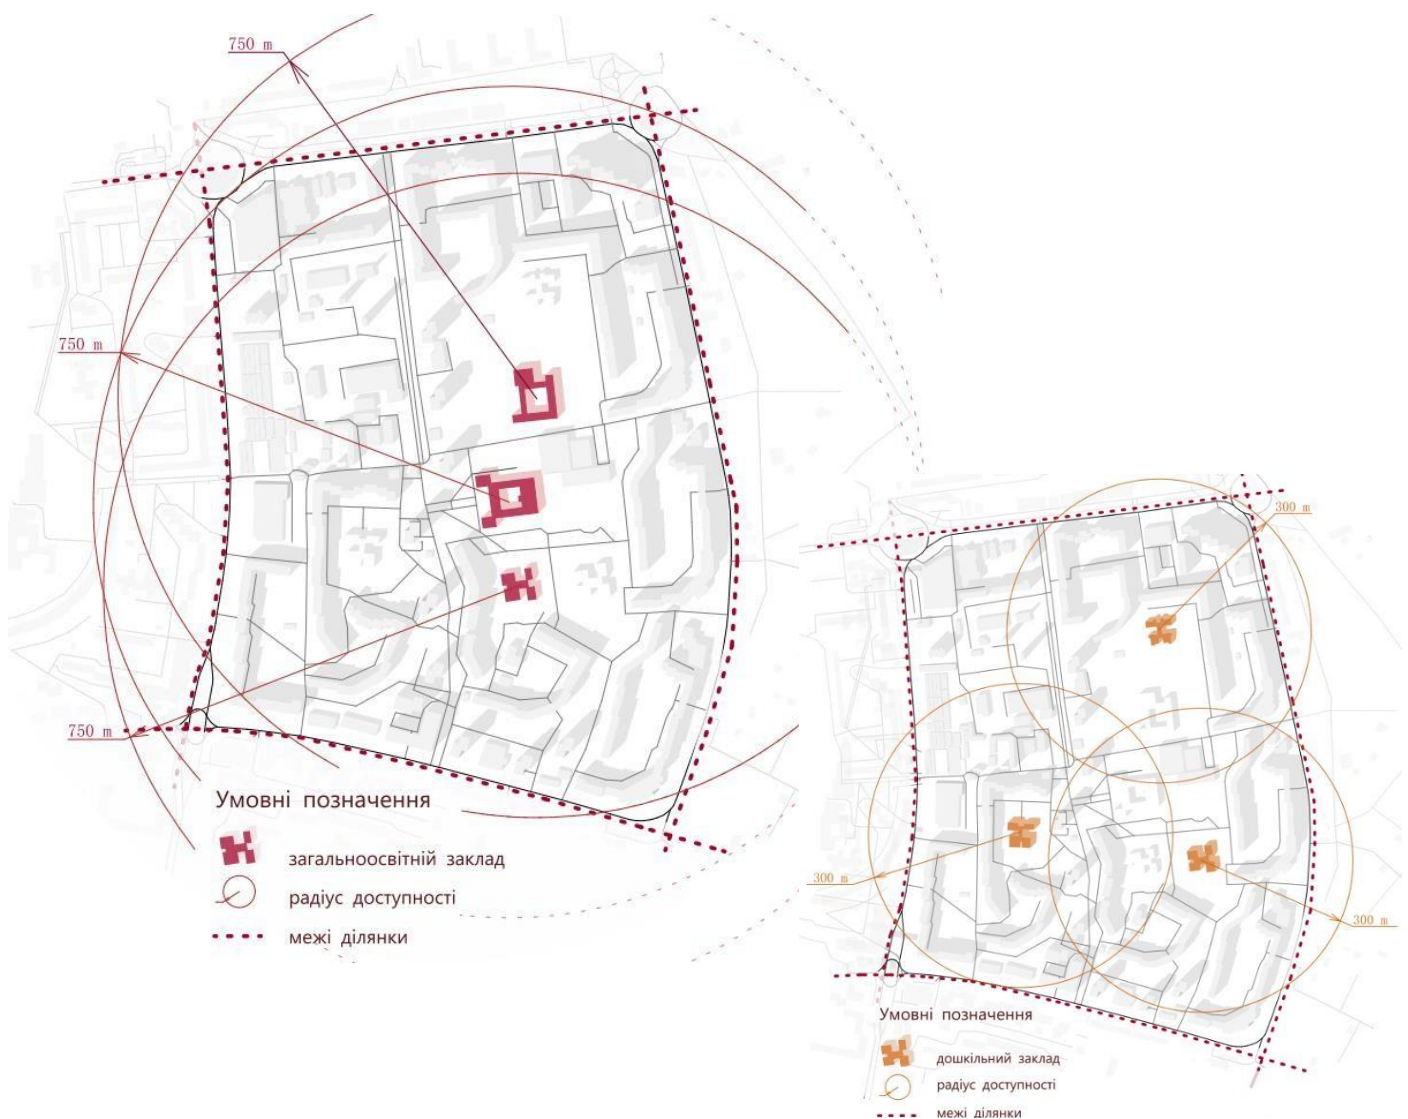 750 m
750 m
750 m
Умовні позначення
загальноосвітній заклад
радіус доступності
межі ділянки
300 m
300 m
300 m
Умовні позначення
дошкільний заклад
радіус доступності
межі ділянки